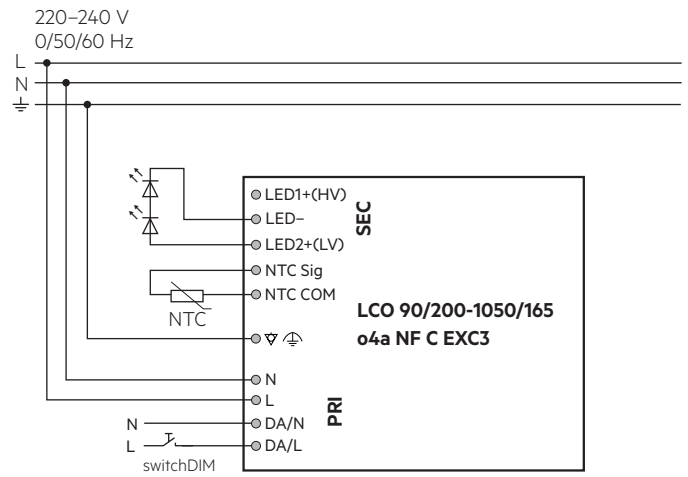 220–240 V
0/50/60 Hz
L
N
LED1+(HV)
LED–
LED2+(LV)
NTC Sig
NTC COM
NTC
SEC
LCO 90/200-1050/165
o4a NF C EXC3
N
L
PRI
N DA/N
L DA/L
switchDIM